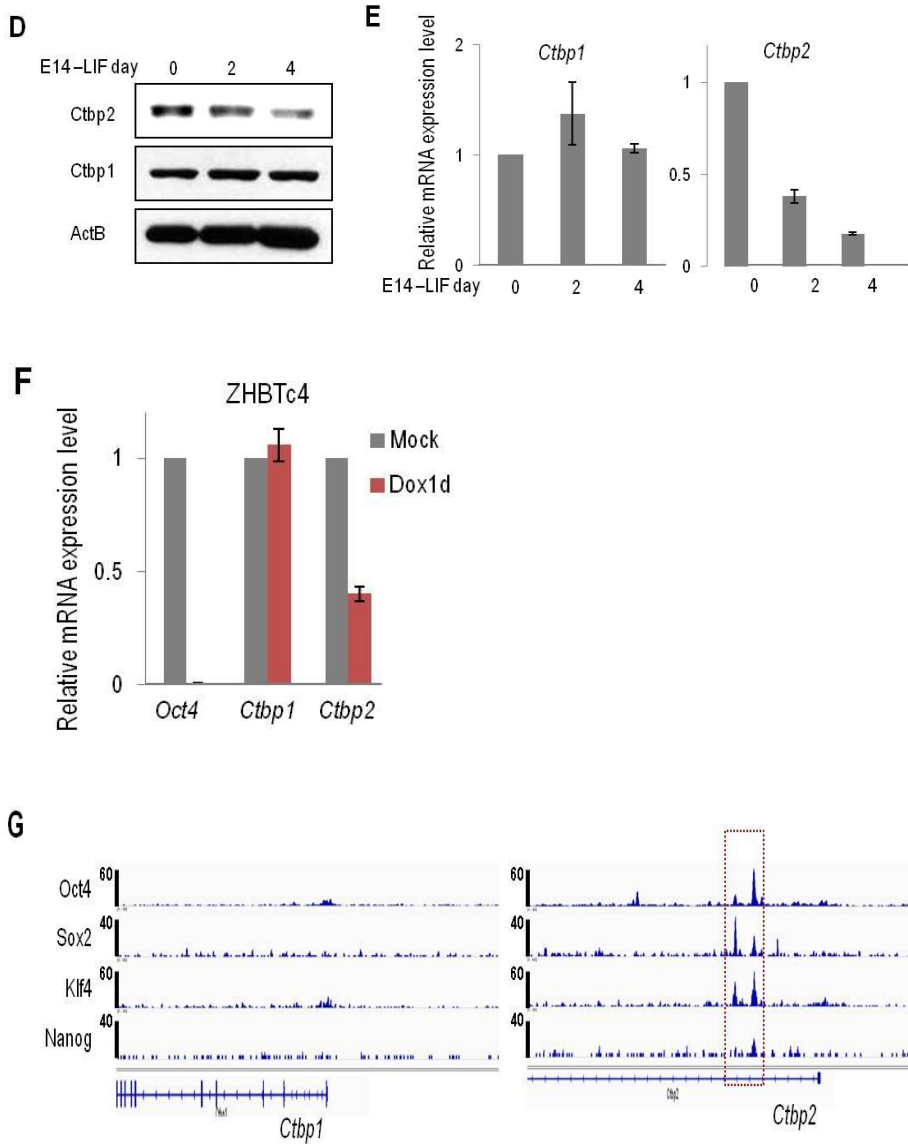 D
E14 –LIF day 0 2 4
Ctbp2
Ctbp1
ActB
E
Relative mRNA expression level
Ctbp1
2
1
0
E14 –LIF day 0 2 4
Ctbp2
1
0.5
0
0 2 4
F
ZHBTc4
Relative mRNA expression level
1
0.5
0
Mock
Dox1d
Oct4 Ctbp1 Ctbp2
G
Oct4 60
Sox2 40
Klf4 60
Nanog 40
Ctbp1
60
40
60
40
Ctbp2
Ctbp2